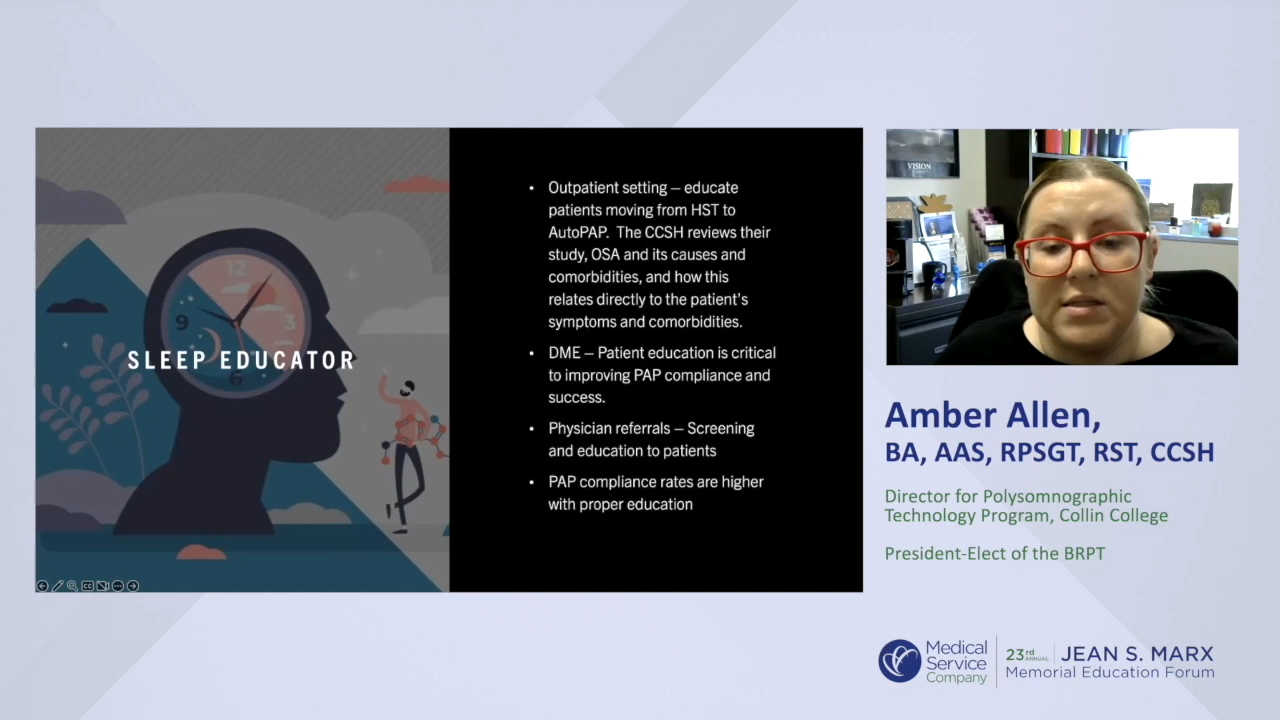 12
9
3
6
SLEEP EDUCATOR
• Outpatient setting – educate
patients moving from HST to
AutoPAP. The CCSH reviews their
study, OSA and its causes and
comorbidities, and how this
relates directly to the patient's
symptoms and comorbidities.
• DME – Patient education is critical
to improving PAP compliance and
success.
• Physician referrals – Screening
and education to patients
• PAP compliance rates are higher
with proper education
VISION
Amber Allen,
BA, AAS, RPSGT, RST, CCSH
Director for Polysomnographic
Technology Program, Collin College
President-Elect of the BRPT
Medical
Service
Company
23rd ANNUAL JEAN S. MARX
Memorial Education Forum